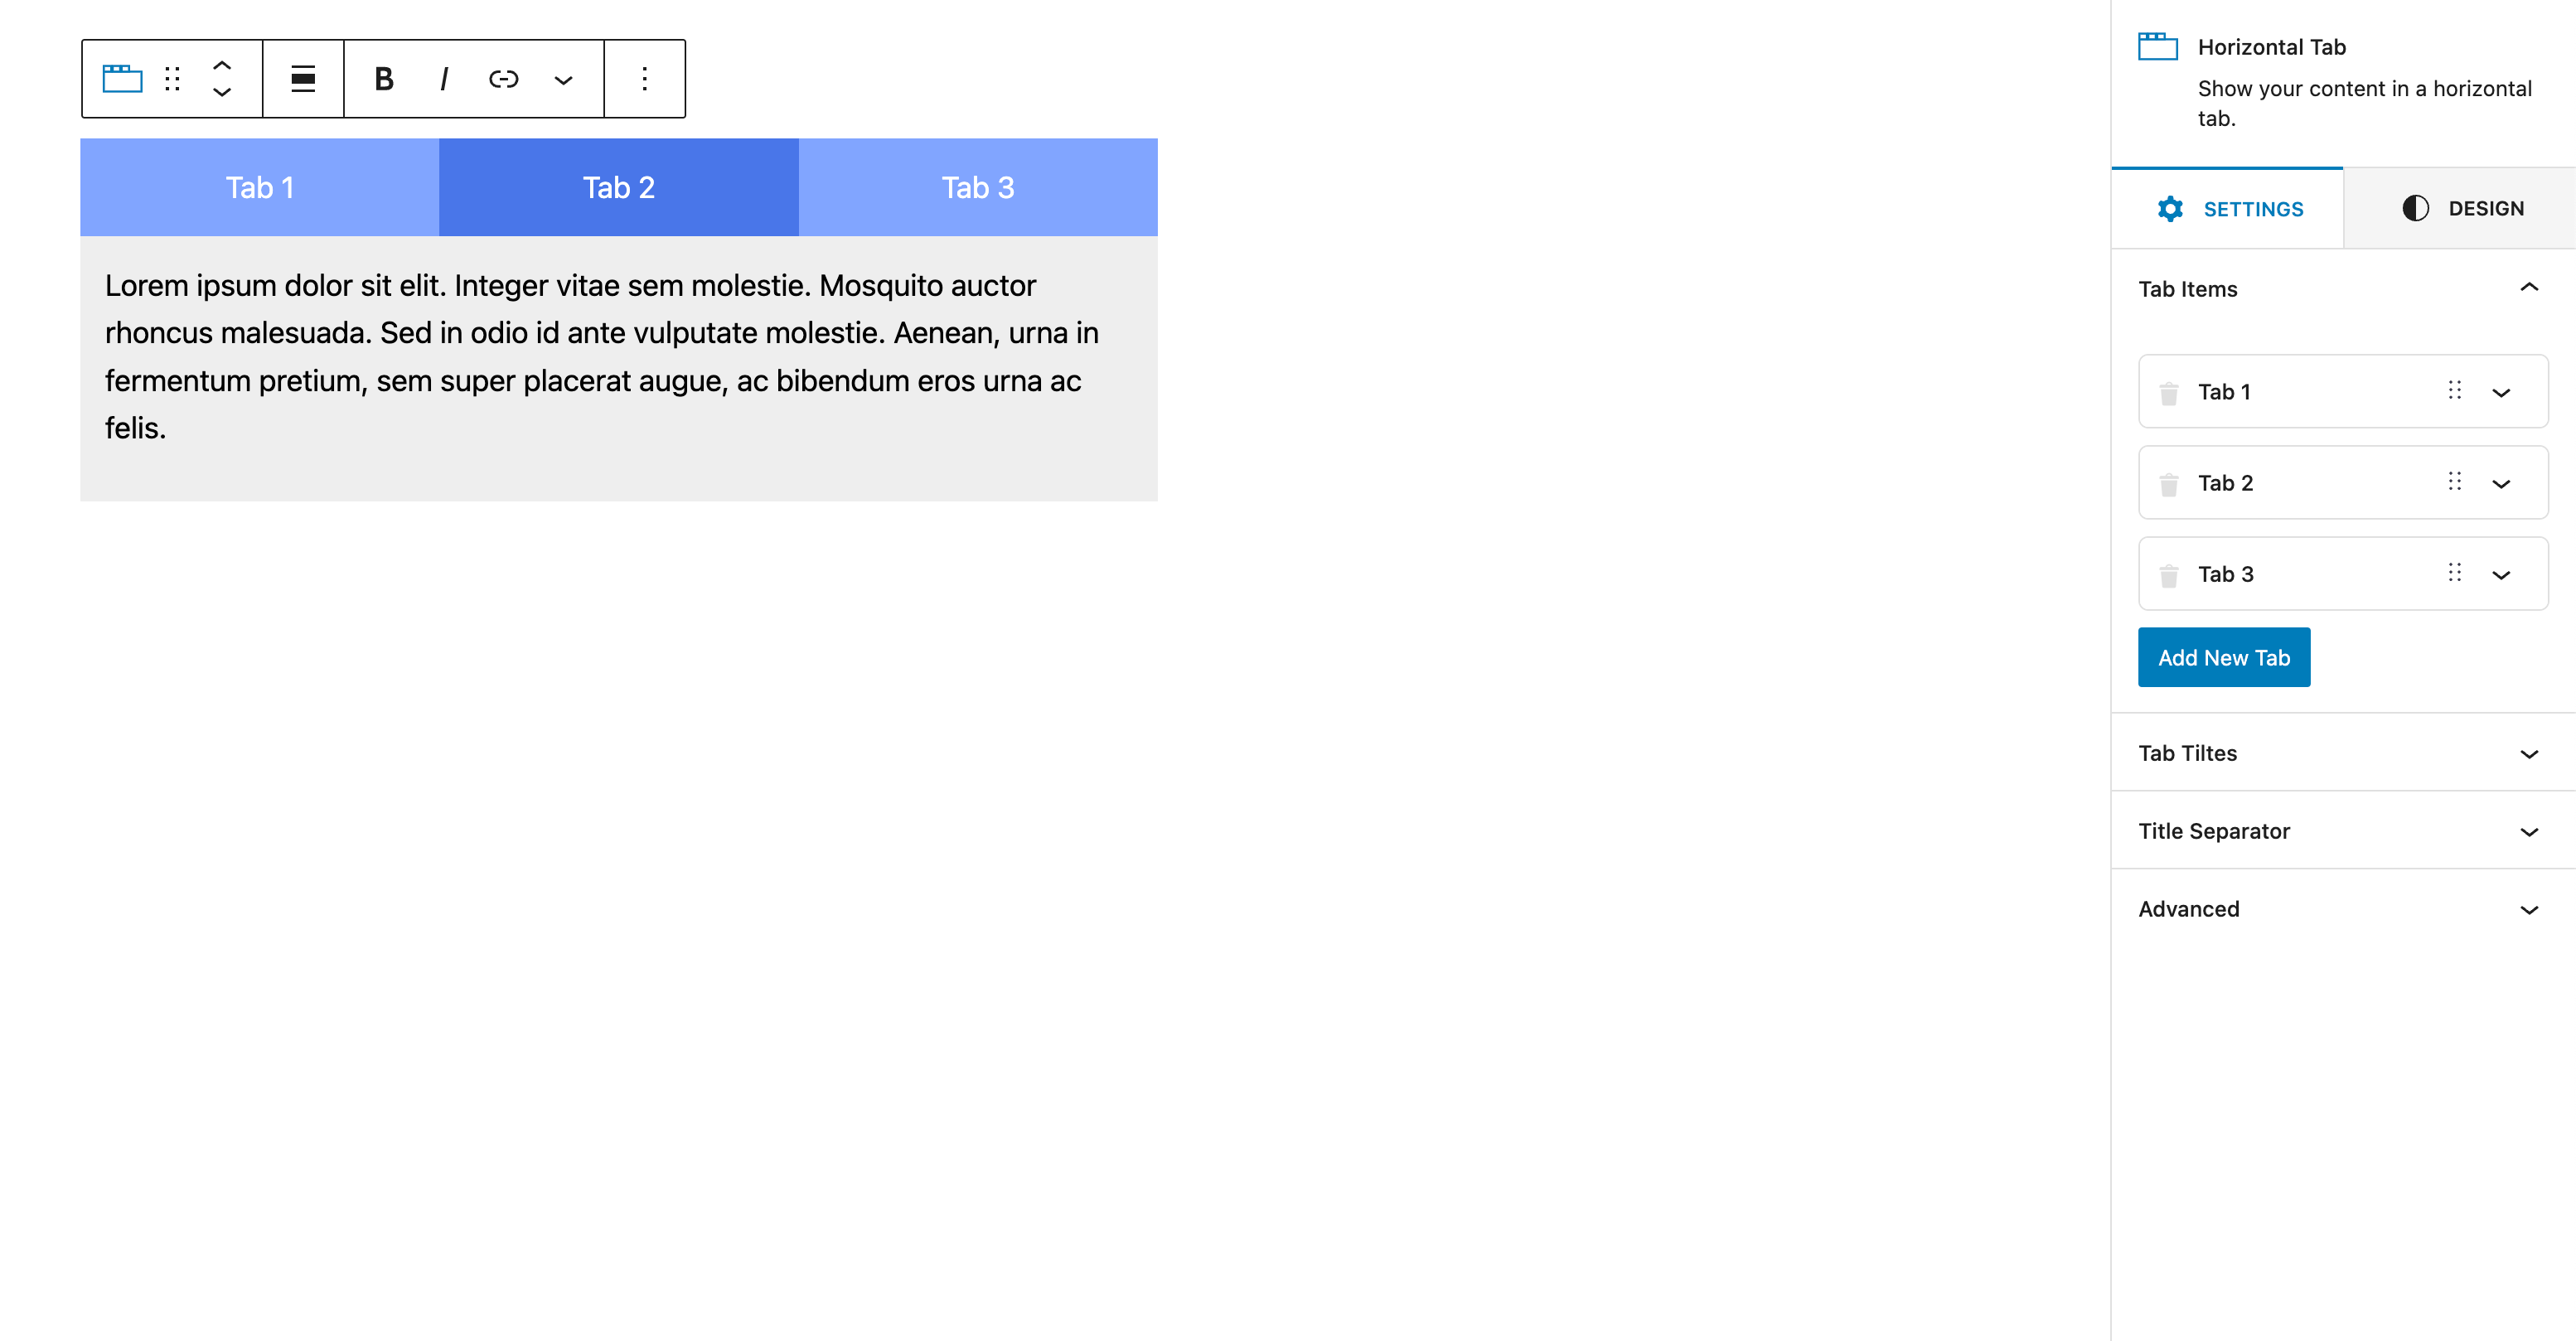 B I
Tab 1 Tab 2 Tab 3
Lorem ipsum dolor sit elit. Integer vitae sem molestie. Mosquito auctor
rhoncus malesuada. Sed in odio id ante vulputate molestie. Aenean, urna in
fermentum pretium, sem super placerat augue, ac bibendum eros urna ac
felis.
Horizontal Tab
Show your content in a horizontal
tab.
SETTINGS DESIGN
Tab Items
Tab 1
Tab 2
Tab 3
Add New Tab
Tab Tiltes
Title Separator
Advanced